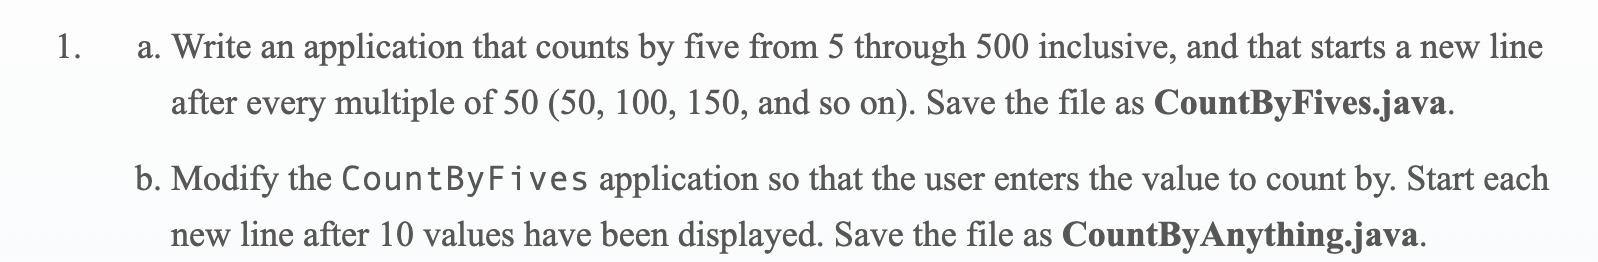 1. a. Write an application that counts by five from 5 through 500 inclusive, and that starts a new line
after every multiple of 50 (50, 100, 150, and so on). Save the file as CountByFives.java.
b. Modify the CountByFives application so that the user enters the value to count by. Start each
new line after 10 values have been displayed. Save the file as CountByAnything.java.